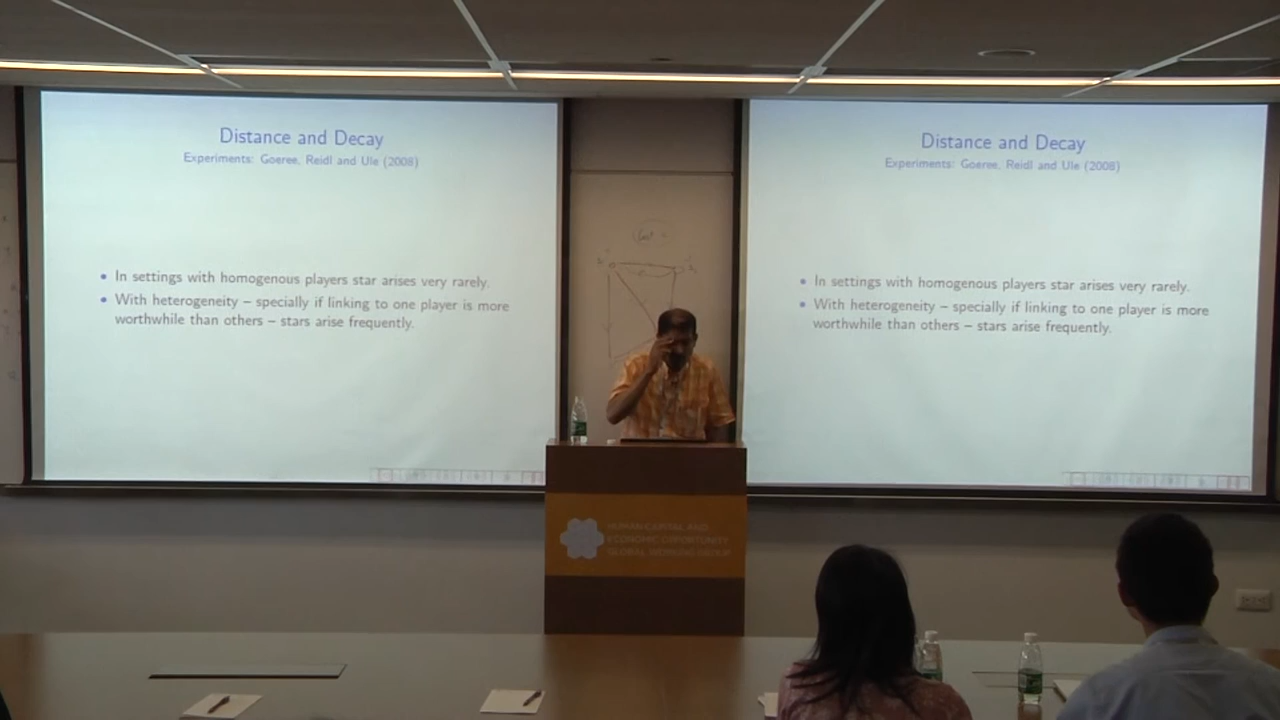 Distance and Decay
Experiments: Goeree, Reidl and Ule (2008)
• In settings with homogenous players star arises very rarely.
• With heterogeneity – specially if linking to one player is more
worthwhile than others – stars arise frequently.
Distance and Decay
Experiments: Goeree, Reidl and Ule (2008)
• In settings with homogenous players star arises very rarely.
• With heterogeneity – specially if linking to one player is more
worthwhile than others – stars arise frequently.
HUMAN CAPITAL AND
ECONOMIC OPPORTUNITY
GLOBAL WORKING GROUP